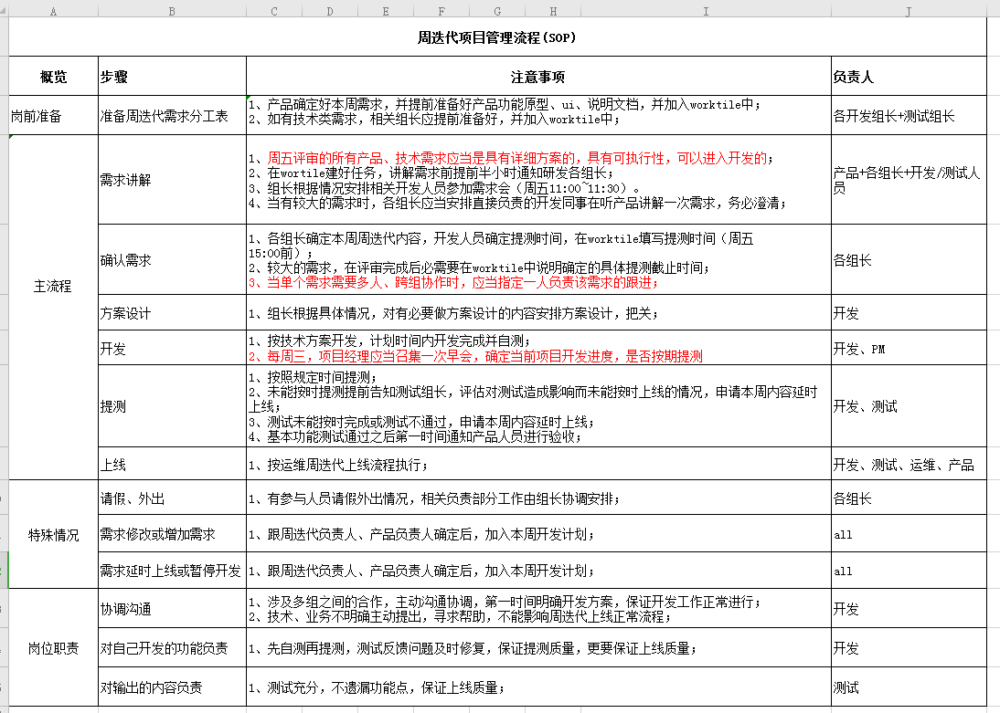 A B C D E F G H I J
周迭代项目管理流程(SOP)
概览 步骤 注意事项 负责人
岗前准备 准备周迭代需求分工表
1、产品确定好本周需求，并提前准备好产品功能原型、ui、说明文档，并加入worktile中；
2、如有技术类需求，相关组长应提前准备好，并加入worktile中；
各开发组长+测试组长
主流程
需求讲解
1、周五评审的所有产品、技术需求应当是具有详细方案的，具有可执行性，可以进入开发的；
2、在wortile建好任务，讲解需求前提前半小时通知研发各组长；
3、组长根据情况安排相关开发人员参加需求会（周五11:00~11:30）。
4、当有较大的需求时，各组长应当安排直接负责的开发同事在听产品讲解一次需求，务必澄清；
产品+各组长+开发/测试人
员
确认需求
1、各组长确定本周周迭代内容，开发人员确定提测时间，在worktile填写提测时间（周五
15:00前）；
2、较大的需求，在评审完成后必需要在worktile中说明确定的具体提测截止时间；
3、当单个需求需要多人、跨组协作时，应当指定一人负责该需求的跟进；
各组长
方案设计
1、组长根据具体情况，对有必要做方案设计的内容安排方案设计，把关；
开发
开发
1、按技术方案开发，计划时间内开发完成并自测；
2、每周三，项目经理应当召集一次早会，确定当前项目开发进度，是否按期提测
开发、PM
提测
1、按照规定时间提测；
2、未能按时提测提前告知测试组长，评估对测试造成影响而未能按时上线的情况，申请本周内容延时
上线；
3、测试未能按时完成或测试不通过，申请本周内容延时上线；
4、基本功能测试通过之后第一时间通知产品人员进行验收；
开发、测试
上线
1、按运维周迭代上线流程执行；
开发、测试、运维、产品
特殊情况
请假、外出
1、有参与人员请假外出情况，相关负责部分工作由组长协调安排；
各组长
需求修改或增加需求
1、跟周迭代负责人、产品负责人确定后，加入本周开发计划；
all
需求延时上线或暂停开发
1、跟周迭代负责人、产品负责人确定后，加入本周开发计划；
all
岗位职责
协调沟通
1、涉及多组之间的合作，主动沟通协调，第一时间明确开发方案，保证开发工作正常进行；
2、技术、业务不明确主动提出，寻求帮助，不能影响周迭代上线正常流程；
开发
对自己开发的功能负责
1、先自测再提测，测试反馈问题及时修复，保证提测质量，更要保证上线质量；
开发
对输出的内容负责
1、测试充分，不遗漏功能点，保证上线质量；
测试